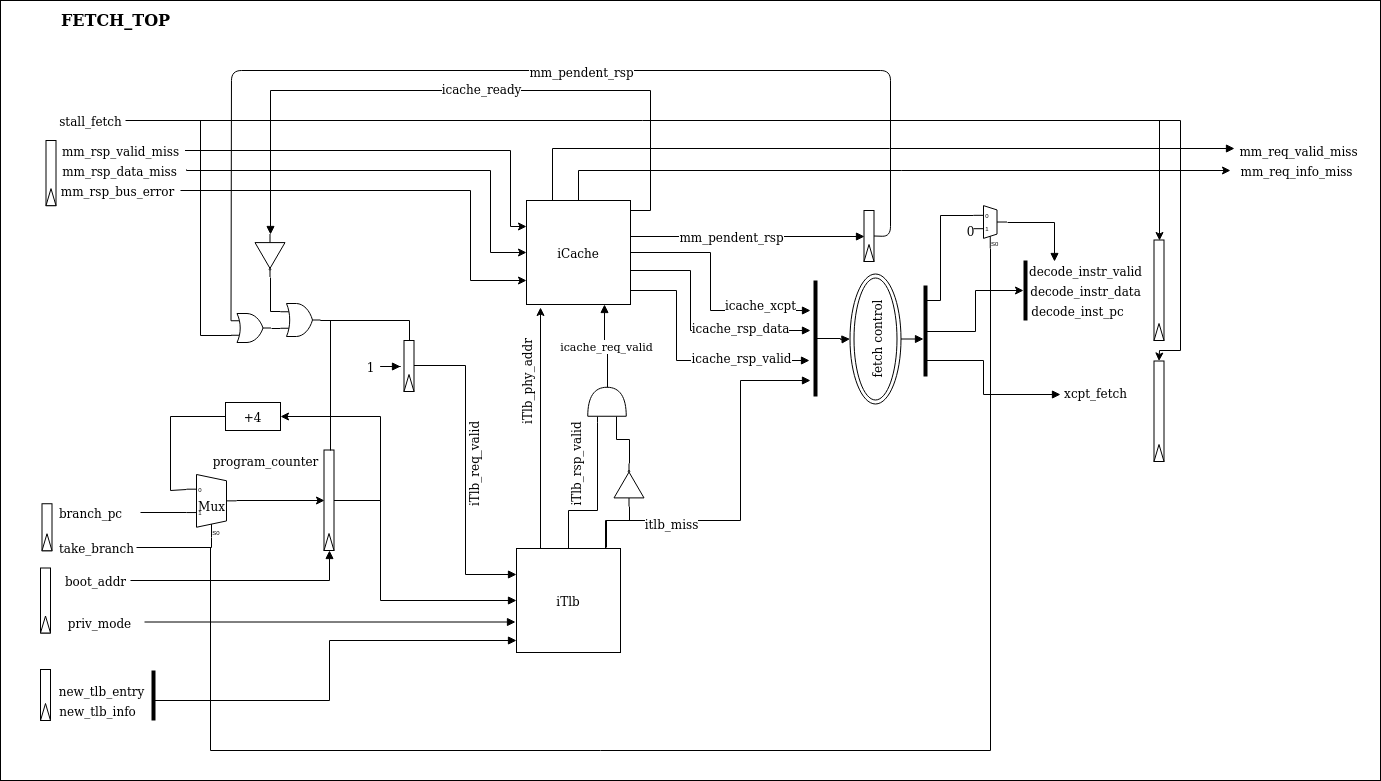 FETCH_TOP
mm_pendent_rsp
icache_ready
stall_fetch
mm_rsp_valid_miss
mm_rsp_data_miss
mm_rsp_bus_error
mm_req_valid_miss
mm_req_info_miss
iCache
mm_pendent_rsp
0
1
0
S0
decode_instr_valid
decode_instr_data
decode_inst_pc
icache_xcpt
icache_rsp_data
icache_rsp_valid
fetch control
xcpt_fetch
icache_req_valid
iTlb_phy_addr
1
+4
iTlb_req_valid
iTlb_rsp_valid
program_counter
0
Mux
1
S0
branch_pc
take_branch
itlb_miss
boot_addr
iTlb
priv_mode
new_tlb_entry
new_tlb_info